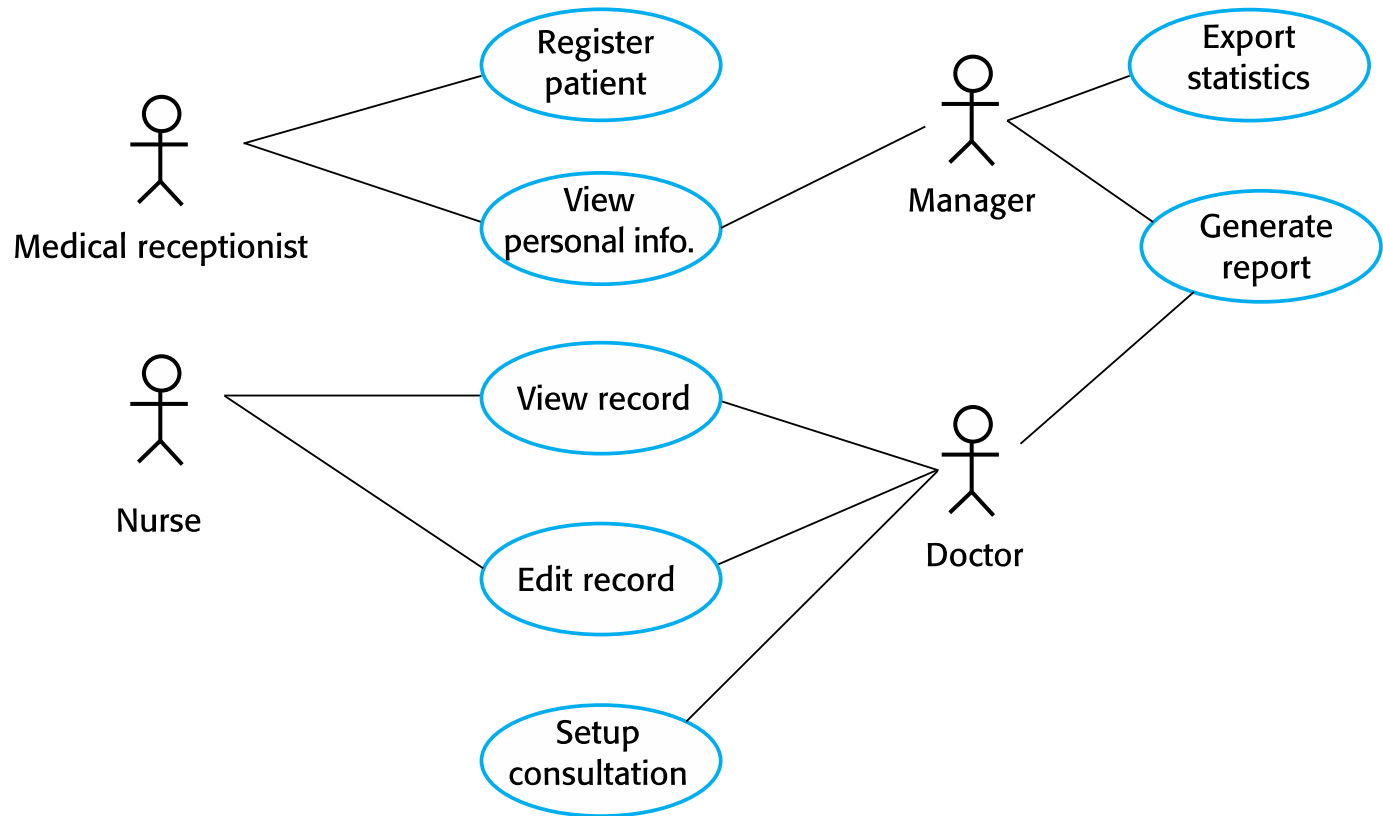 Register
patient
Export
statistics
Medical receptionist
View
personal info.
Manager
Generate
report
Nurse
View record
Edit record
Doctor
Setup
consultation